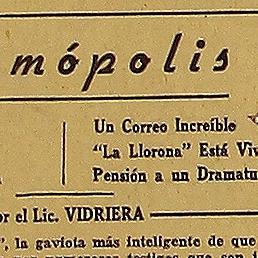 mópolis
Un Correo Increíble
"La Llorona" Está Viv
Pensión a un Dramatu
or el Lic. VIDRIERA
", la gaviota más inteligente de que